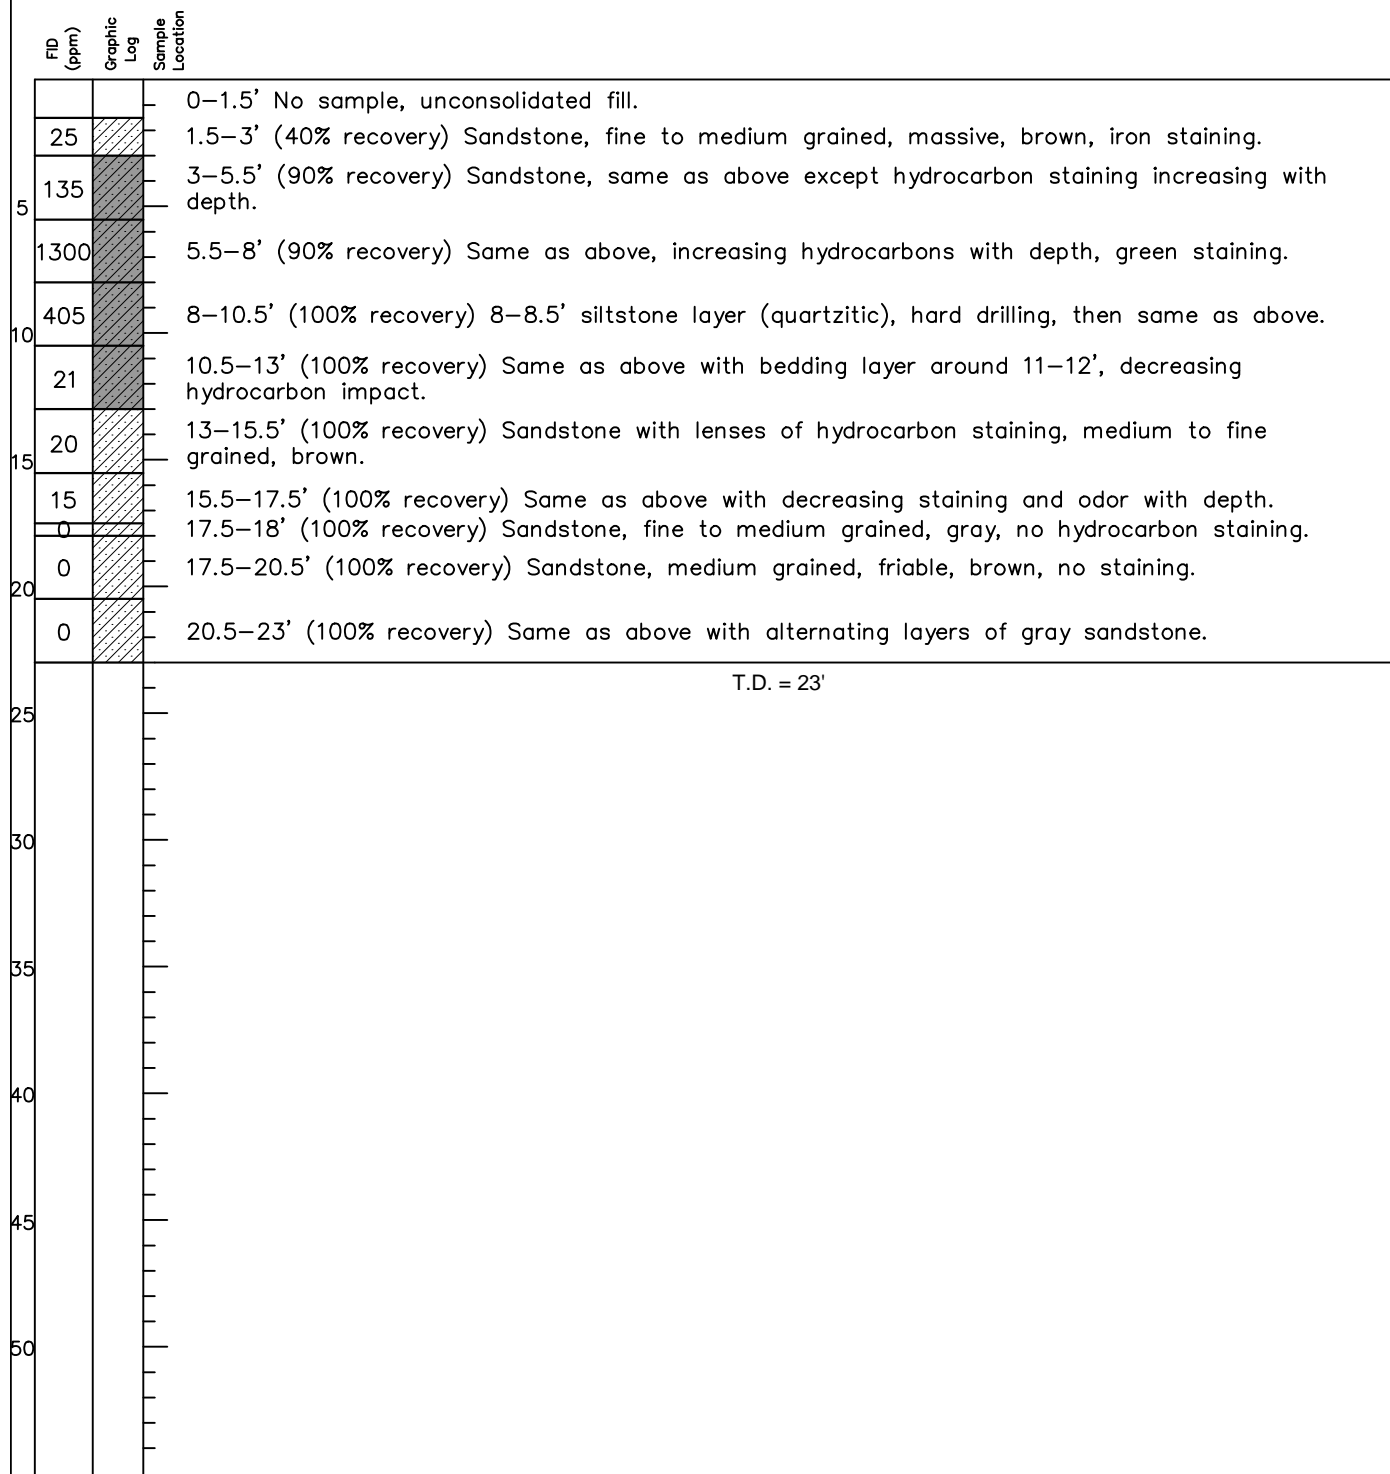 FID
(ppm)
Graphic
Log
Sample
Location
0–1.5’ No sample, unconsolidated fill.
25
1.5–3’ (40% recovery) Sandstone, fine to medium grained, massive, brown, iron staining.
135
3–5.5’ (90% recovery) Sandstone, same as above except hydrocarbon staining increasing with
depth.
5
1300
5.5–8’ (90% recovery) Same as above, increasing hydrocarbons with depth, green staining.
405
8–10.5’ (100% recovery) 8–8.5’ siltstone layer (quartzitic), hard drilling, then same as above.
10
21
10.5–13’ (100% recovery) Same as above with bedding layer around 11–12’, decreasing
hydrocarbon impact.
20
13–15.5’ (100% recovery) Sandstone with lenses of hydrocarbon staining, medium to fine
grained, brown.
15
15
15.5–17.5’ (100% recovery) Same as above with decreasing staining and odor with depth.
0
17.5–18’ (100% recovery) Sandstone, fine to medium grained, gray, no hydrocarbon staining.
0
17.5–20.5’ (100% recovery) Sandstone, medium grained, friable, brown, no staining.
20
0
20.5–23’ (100% recovery) Same as above with alternating layers of gray sandstone.
T.D. = 23'
25
30
35
40
45
50